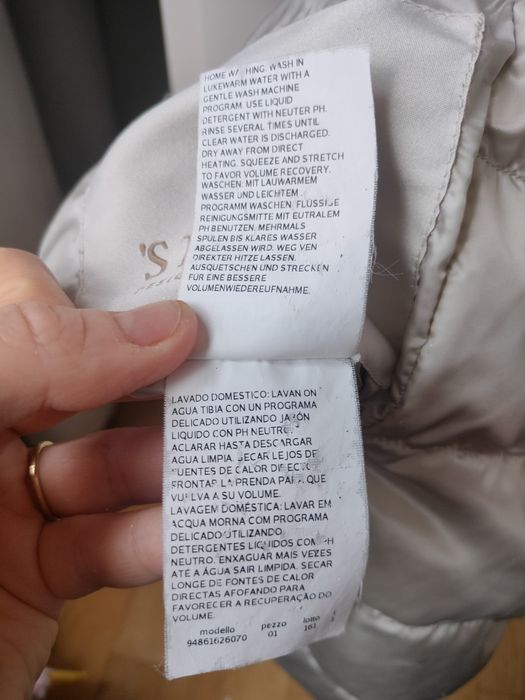 HOME W/ HING. WASH IN
LUKEWARM WATER WITH A
GENTLE WASH MACHINE
PROGRAM. USE LIQUID
DETERGENT WITH NEUTER PH.
RINSE SEVERAL TIMES UNTIL
CLEAR WATER IS DISCHARGED.
DRY AWAY FROM DIRECT
HEATING. SQUEEZE AND STRETCH
TO FAVOR VOLUME RECOVERY.
WASCHEN: MIT LAUWARMEM
WASSER UND LEICHTEM
PROGRAMM WASCHEN. FLÜSSIGE
REINIGUNGSMITTE MIT EUTRALEM
PH BENUTZEN. MEHRMALS
SPÜLEN BIS KLARES WASSER
ABGELASSEN WIRD. WEG VEN
DIREKTER HITZE LASSEN.
AUSQUETSCHEN UND STRECKEN
FÜR EINE BESSERE
VOLUMENWIEDEREUFNAHME.
'S
LAVADO DOMESTICO: LAVAN ON
AGUA TIBIA CON UN PROGRAMA
DELICADO UTILIZANDO JABÓN
LIQUIDO CON PH NEUTRO.
ACLARAR HASTA DESCARGAR
AGUA LIMPIA. SECAR LEJOS DE
FUENTES DE CALOR DIRECTO
FRONTAR LA PRENDA PARA QUE
VUELVA A SU VOLUME.
LAVAGEM DOMÉSTICA: LAVAR EM
ACQUA MORNA COM PROGRAMA
DELICADO UTILIZANDO
DETERGENTES LIQUIDOS COM PH
NEUTRO. ENXAGUAR MAIS VEZES
ATÉ A ÁGUA SAIR LIMPIDA. SECAR
LONGE DE FONTES DE CALOR
DIRECTAS AFOFANDO PARA
FAVORECER A RECUPERAÇÃO DO
VOLUME.
modello pezzo lotto
94861626070 01 161